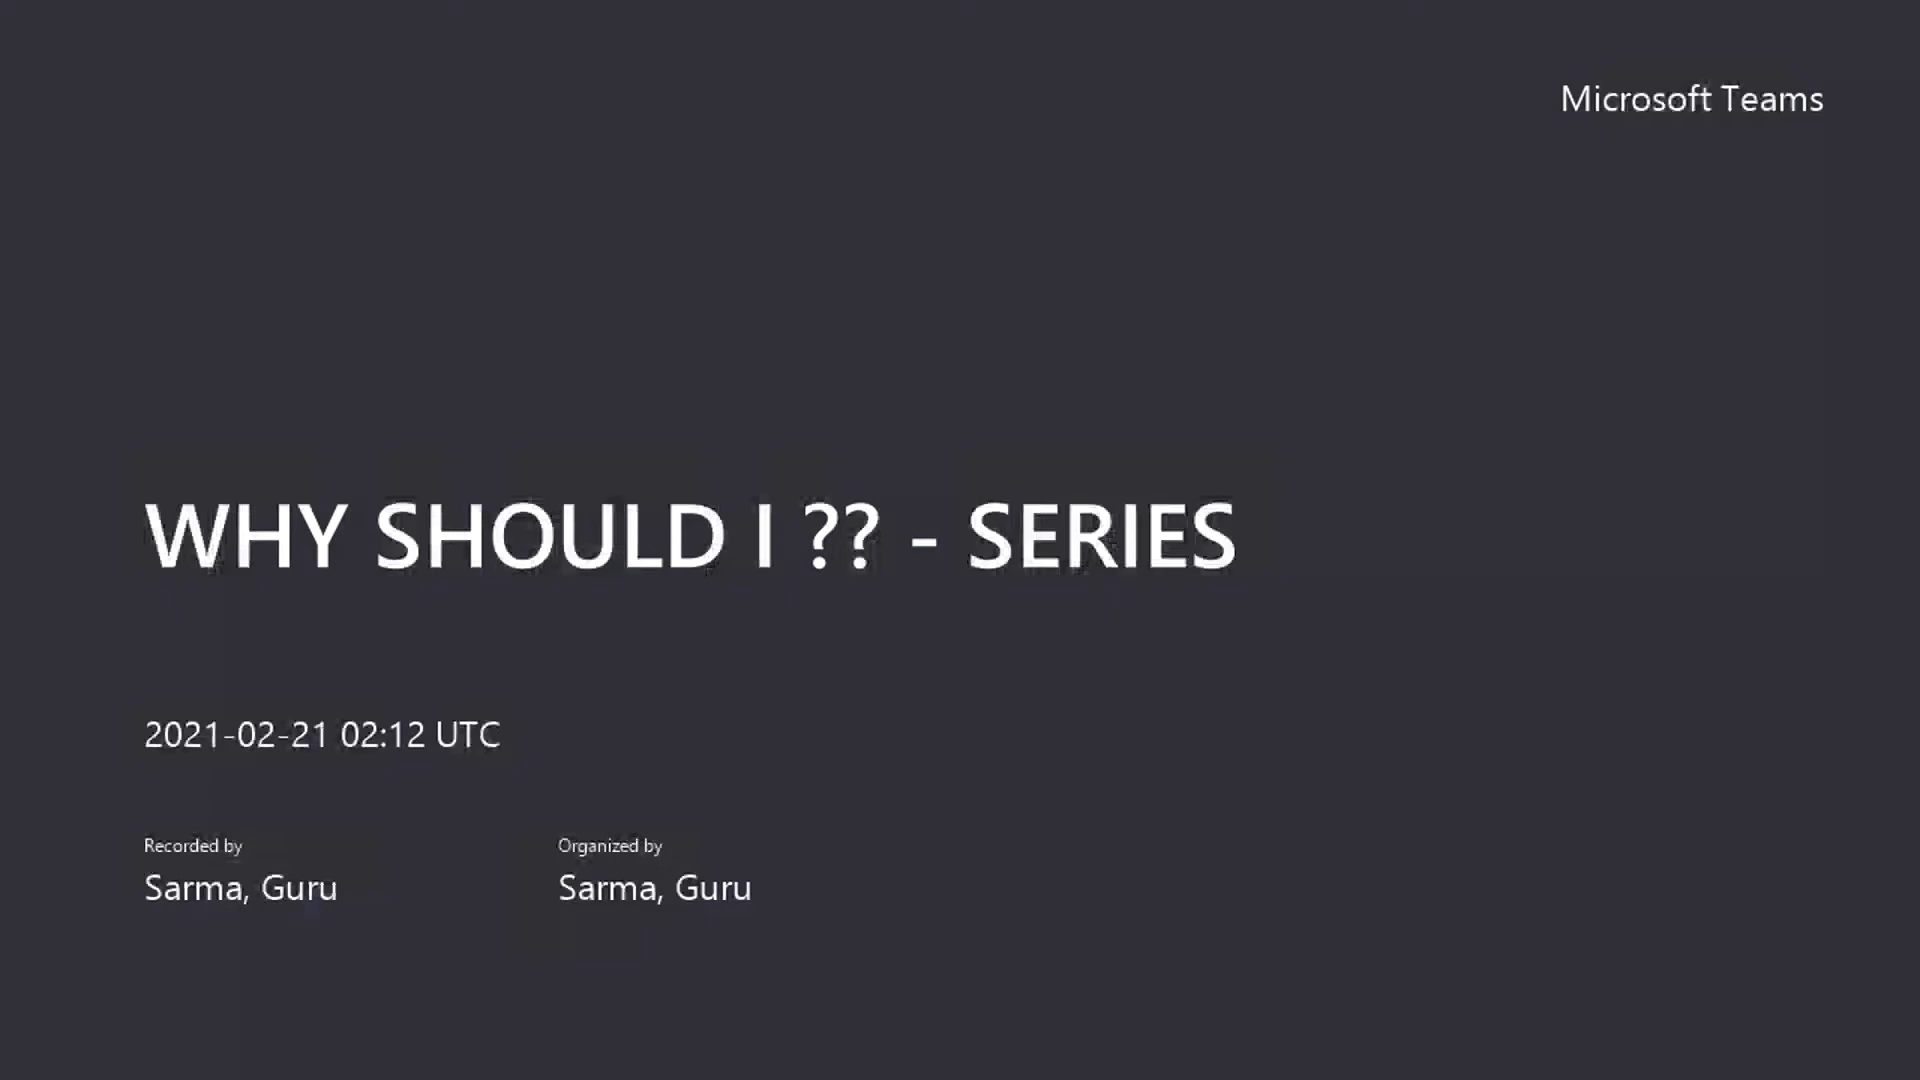 Microsoft Teams
WHY SHOULD I ?? - SERIES
2021-02-21 02:12 UTC
Recorded by
Sarma, Guru
Organized by
Sarma, Guru